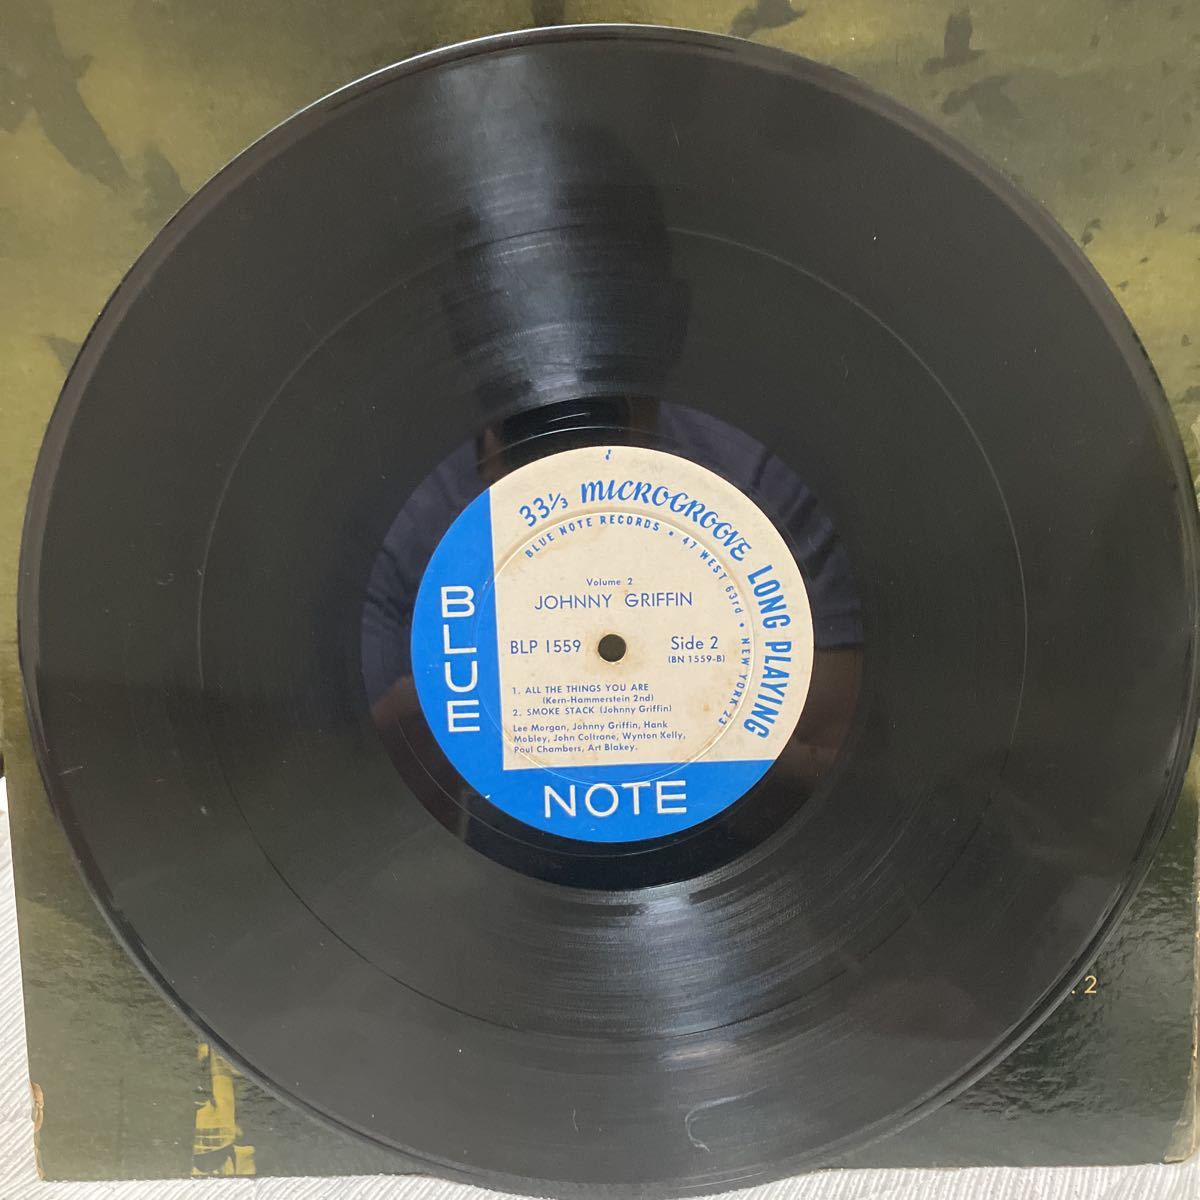 33⅓ MICROGROOVE LONG PLAYING
BLUE NOTE RECORDS • 47 WEST 63rd • NEW YORK 23
Volume 2
JOHNNY GRIFFIN
BLP 1559
Side 2
(BN 1559-B)
1. ALL THE THINGS YOU ARE
(Kern-Hammerstein 2nd)
2. SMOKE STACK (Johnny Griffin)
Lee Morgan, Johnny Griffin, Hank
Mobley, John Coltrane, Wynton Kelly,
Paul Chambers, Art Blakey.
BLUE
NOTE
. 2